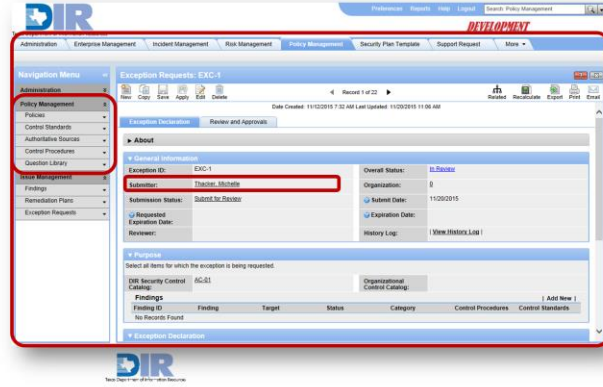 DIR
Preferences Reports Help Logout Search Policy Management
DEVELOPMENT
Administration Enterprise Management Incident Management Risk Management Policy Management Security Plan Template Support Request More
Navigation Menu
Administration
Policy Management
Policies
Control Standards
Authoritative Sources
Control Procedures
Question Library
Issue Management
Findings
Remediation Plans
Exception Requests
Exception Requests: EXC-1
New Copy Save Apply Edit Delete
Record 1 of 22
Related Recalculate Export Print Email
Date Created: 11/12/2015 7:32 AM Last Updated: 11/20/2015 11:06 AM
Exception Declaration Review and Approvals
About
General Information
Exception ID: EXC-1 Overall Status: In Review
Submitter: Thacker, Michelle Organization:
Submission Status: Submit for Review Submit Date: 11/20/2015
Requested Expiration Date: Expiration Date:
Reviewer: History Log: | View History Log |
Purpose
Select all items for which the exception is being requested.
DIR Security Control Catalog: AC-01 Organizational Control Catalog:
Findings | Add New |
Finding ID Finding Target Status Category Control Procedures Control Standards
No Records Found
Exception Declaration
DIR
Texas Department of Information Resources